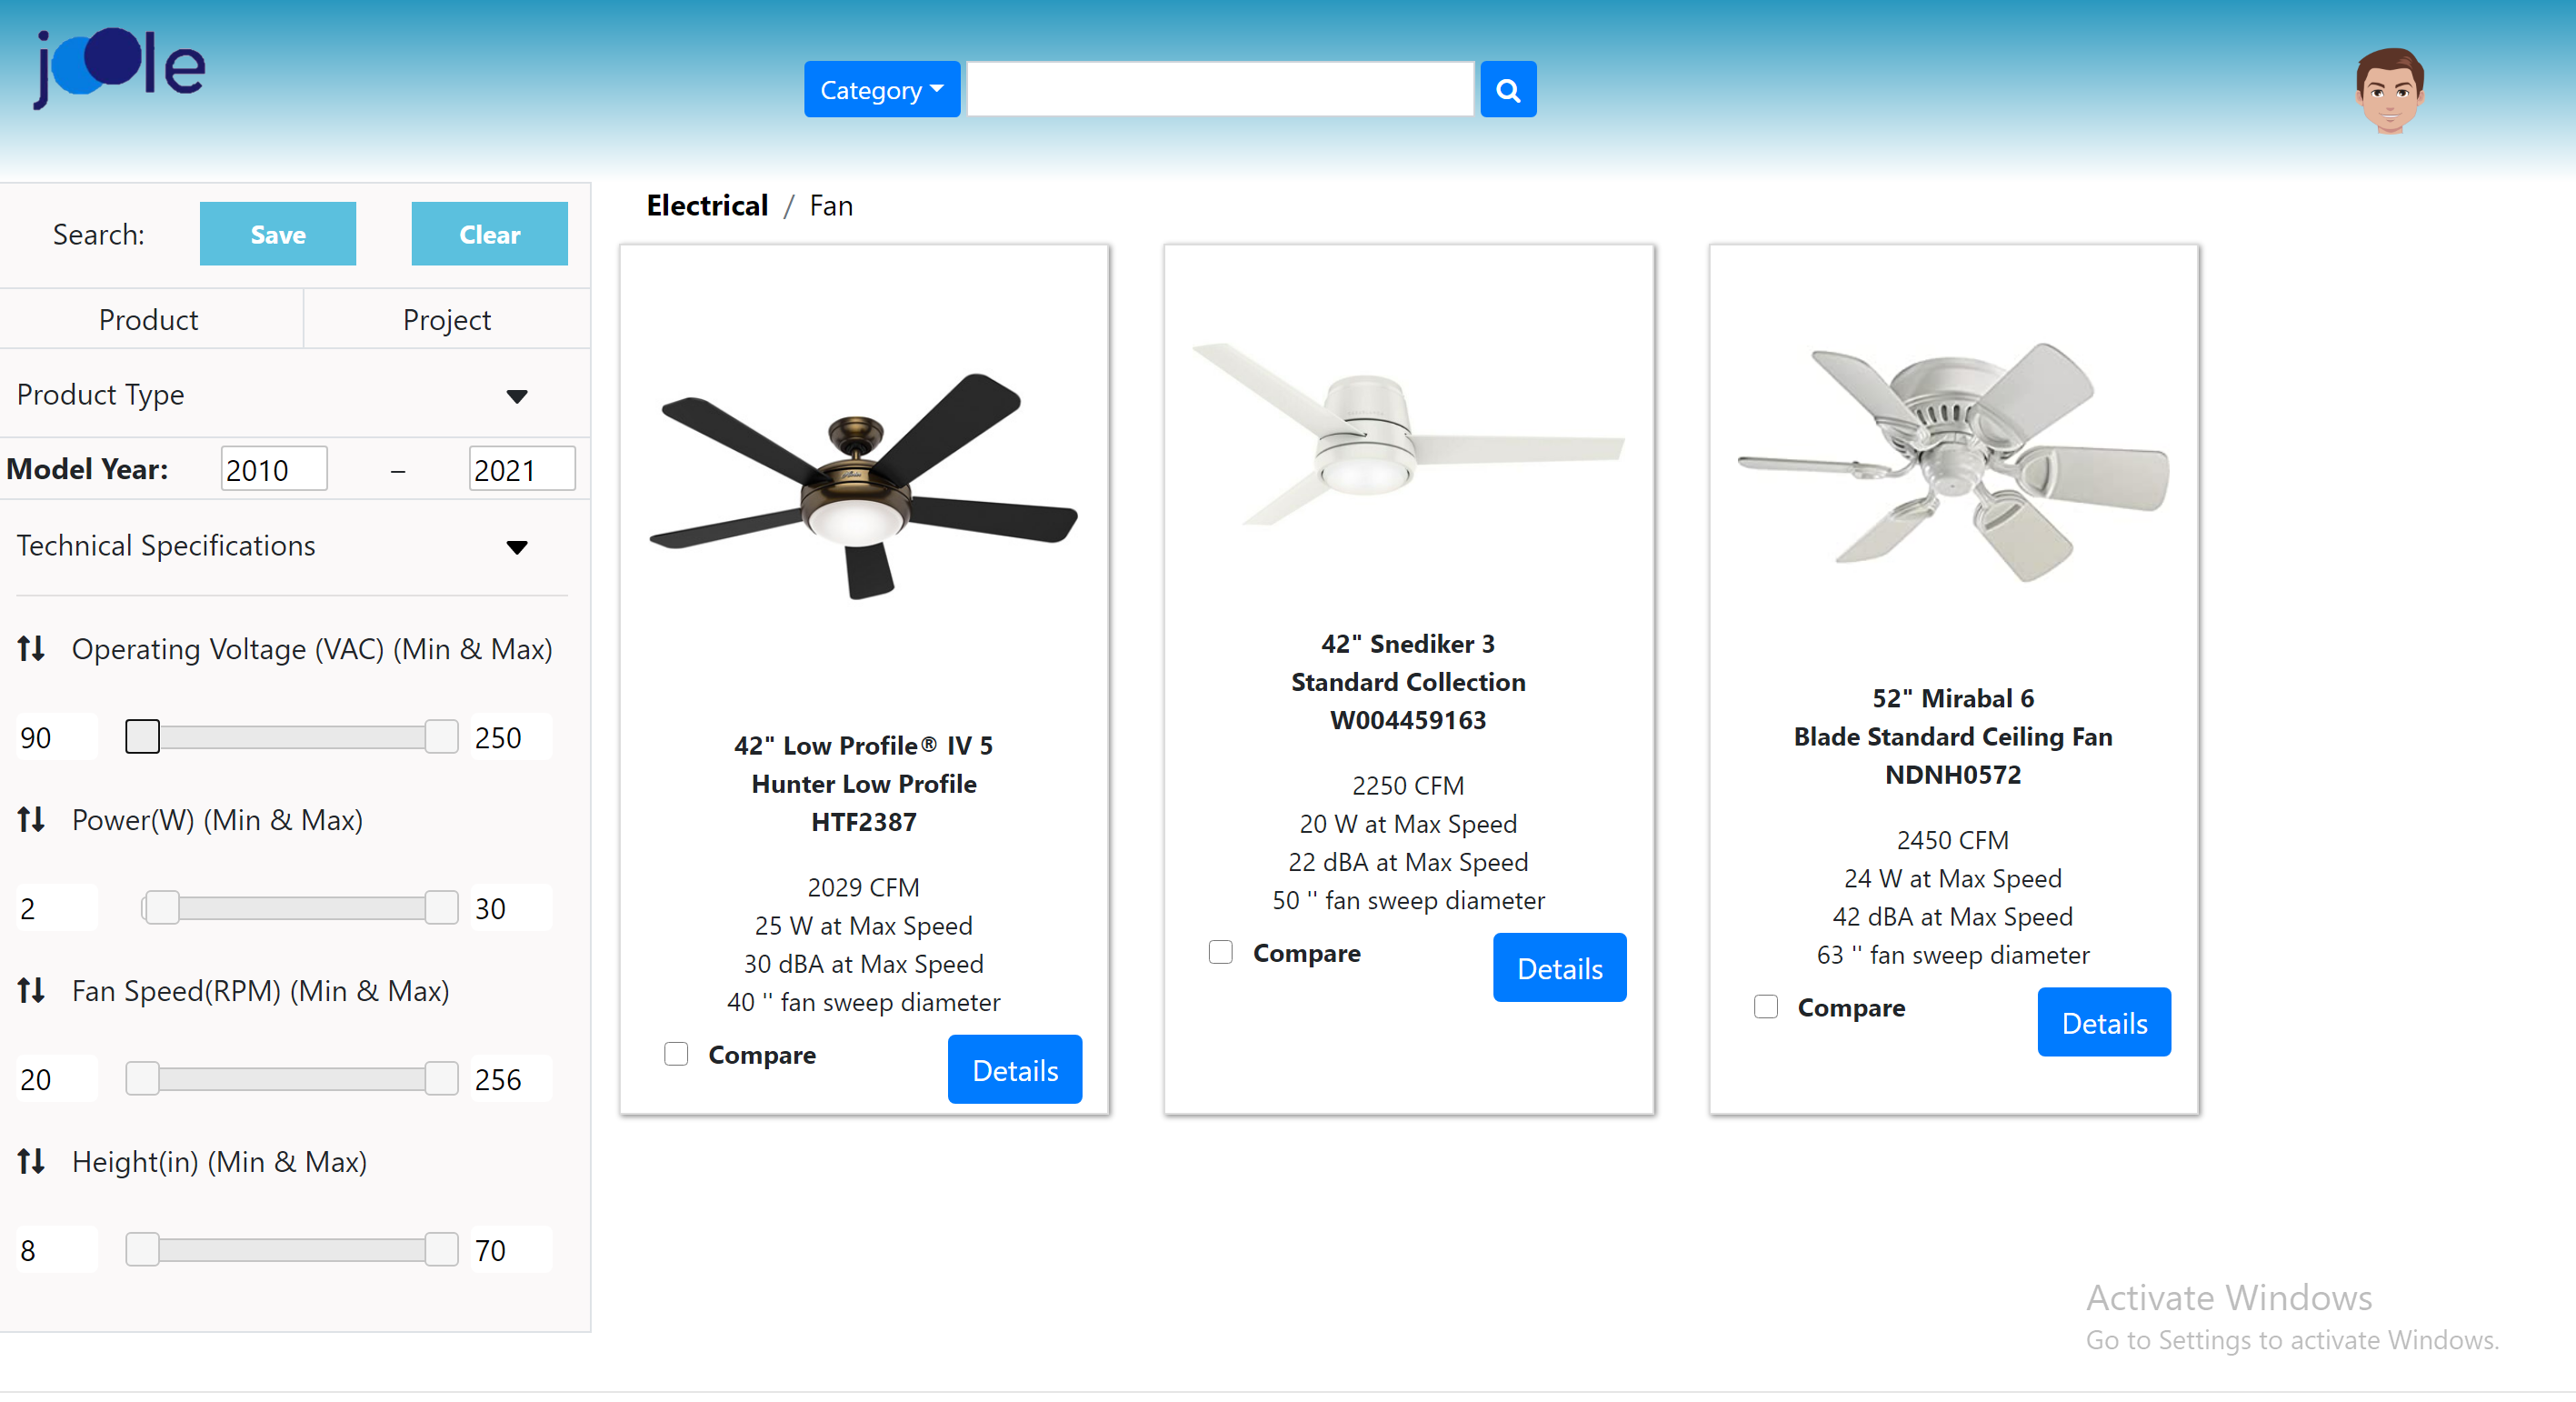 joole
Category
Search:
Save
Clear
Product
Project
Product Type
Model Year:
2010
–
2021
Technical Specifications
Operating Voltage (VAC) (Min & Max)
90
250
Power(W) (Min & Max)
2
30
Fan Speed(RPM) (Min & Max)
20
256
Height(in) (Min & Max)
8
70
Electrical / Fan
42" Low Profile® IV 5
Hunter Low Profile
HTF2387
2029 CFM
25 W at Max Speed
30 dBA at Max Speed
40 '' fan sweep diameter
Compare
Details
42" Snediker 3
Standard Collection
W004459163
2250 CFM
20 W at Max Speed
22 dBA at Max Speed
50 '' fan sweep diameter
Compare
Details
52" Mirabal 6
Blade Standard Ceiling Fan
NDNH0572
2450 CFM
24 W at Max Speed
42 dBA at Max Speed
63 '' fan sweep diameter
Compare
Details
Activate Windows
Go to Settings to activate Windows.